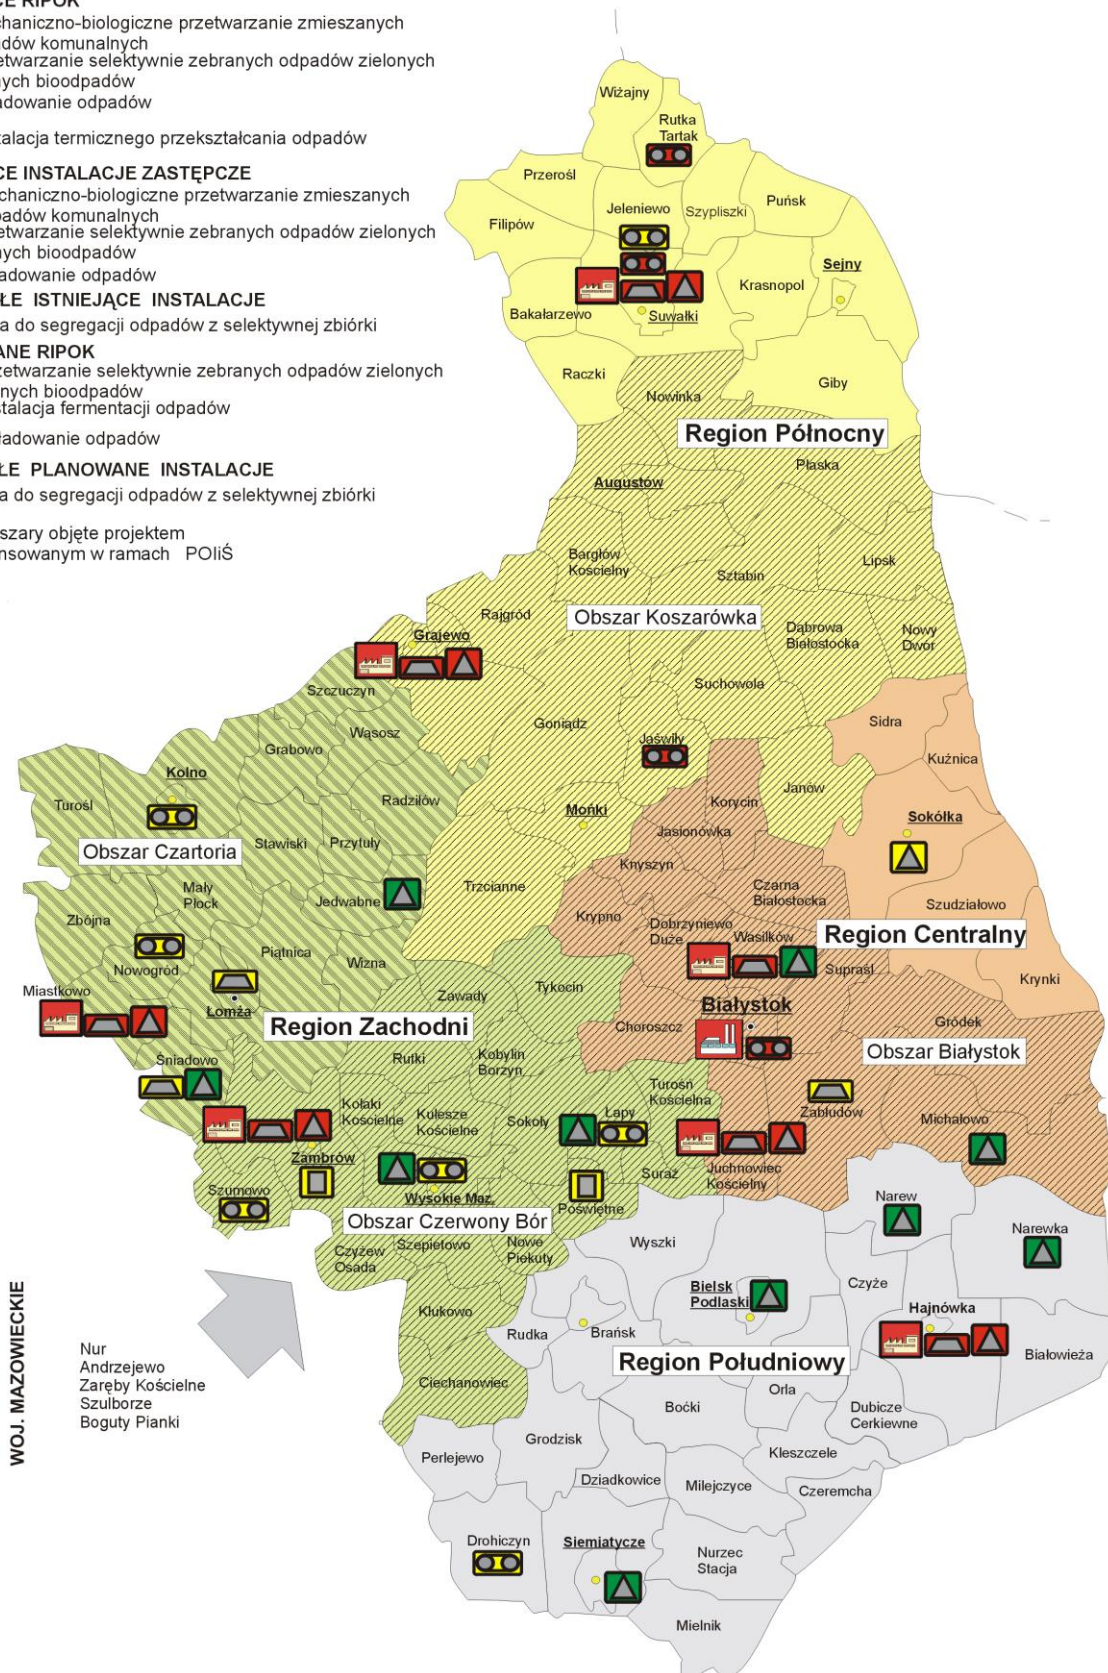 CE RIPOK
chaniczno-biologiczne przetwarzanie zmieszanych
dów komunalnych
etwarzanie selektywnie zebranych odpadów zielonych
nych bioodpadów
adowanie odpadów
talacja termicznego przekształcania odpadów
CE INSTALACJE ZASTĘPCZE
chaniczno-biologiczne przetwarzanie zmieszanych
padów komunalnych
etwarzanie selektywnie zebranych odpadów zielonych
nych bioodpadów
adowanie odpadów
ŁE ISTNIEJĄCE INSTALACJE
a do segregacji odpadów z selektywnej zbiórki
ANE RIPOK
zetwarzanie selektywnie zebranych odpadów zielonych
nych bioodpadów
stalacja fermentacji odpadów
ładowanie odpadów
ŁE PLANOWANE INSTALACJE
a do segregacji odpadów z selektywnej zbiórki
szary objęte projektem
nsowanym w ramach POIiŚ
Wiżajny
Rutka
Tartak
Przerośl
Jeleniewo
Szypliszki
Puńsk
Filipów
Sejny
Krasnopol
Bakałarzewo
Suwałki
Raczki
Giby
Nowinka
Region Północny
Płaska
Augustów
Bargłów
Kościelny
Sztabin
Lipsk
Rajgród
Obszar Koszarówka
Dąbrowa
Białostocka
Nowy
Dwór
Grajewo
Szczuczyn
Suchowola
Goniądz
Jaświły
Sidra
Wąsosz
Grabowo
Kuźnica
Kolno
Radziłów
Janów
Turośl
Korycin
Mońki
Sokółka
Jasionówka
Stawiski
Przytuły
Obszar Czartoria
Knyszyn
Trzcianne
Czarna
Białostocka
Mały
Płock
Jedwabne
Szudziałowo
Zbójna
Krypno
Dobrzyniewo
Duże
Wasilków
Region Centralny
Piątnica
Wizna
Nowogród
Supraśl
Krynki
Miastkowo
Łomża
Zawady
Tykocin
Białystok
Region Zachodni
Choroszcz
Gródek
Obszar Białystok
Śniadowo
Rutki
Kobylin
Borzyn
Turośń
Kościelna
Kołaki
Kościelne
Kulesze
Kościelne
Sokoły
Łapy
Zabłudów
Michałowo
Zambrów
Suraż
Juchnowiec
Kościelny
Szumowo
Wysokie Maz.
Poświętne
Narew
Obszar Czerwony Bór
Narewka
Czyżew
Osada
Szepietowo
Nowe
Piekuty
Wyszki
Czyże
Bielsk
Podlaski
Hajnówka
Klukowo
Rudka
Brańsk
Białowieża
WOJ. MAZOWIECKIE
Nur
Andrzejewo
Zaręby Kościelne
Szulborze
Boguty Pianki
Region Południowy
Ciechanowiec
Orla
Boćki
Dubicze
Cerkiewne
Grodzisk
Perlejewo
Kleszczele
Dziadkowice
Milejczyce
Czeremcha
Drohiczyn
Siemiatycze
Nurzec
Stacja
Mielnik